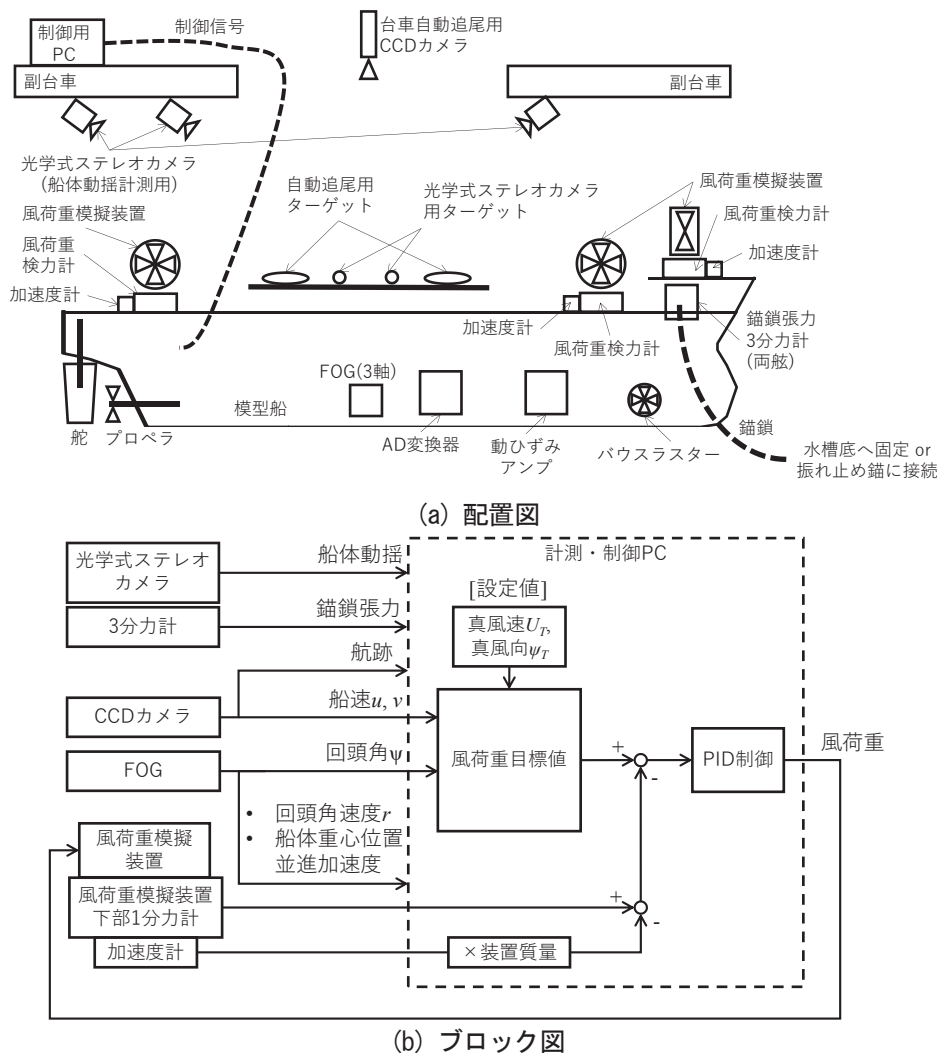 制御用
PC
制御信号
台車自動追尾用
CCDカメラ
副台車
副台車
光学式ステレオカメラ
(船体動揺計測用)
自動追尾用
ターゲット
光学式ステレオカメラ
用ターゲット
風荷重模擬装置
風荷重模擬装置
風荷重検力計
風荷重
検力計
加速度計
加速度計
加速度計
風荷重検力計
錨鎖張力
3分力計
(両舷)
FOG(3軸)
模型船
舵
プロペラ
AD変換器
動ひずみ
アンプ
バウスラスター
錨鎖
水槽底へ固定 or
振れ止め錨に接続
(a) 配置図
光学式ステレオ
カメラ
船体動揺
計測・制御PC
3分力計
錨鎖張力
[設定値]
真風速U_T,
真風向ψ_T
航跡
CCDカメラ
船速u, v
FOG
回頭角ψ
風荷重目標値
+
-
PID制御
風荷重
• 回頭角速度r
• 船体重心位置
並進加速度
風荷重模擬
装置
風荷重模擬装置
下部1分力計
+
-
加速度計
×装置質量
(b) ブロック図